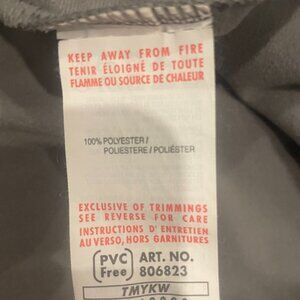 KEEP AWAY FROM FIRE
TENIR ÉLOIGNÉ DE TOUTE
FLAMME OU SOURCE DE CHALEUR
100% POLYESTER /
POLIESTERE / POLIÉSTER
EXCLUSIVE OF TRIMMINGS
SEE REVERSE FOR CARE
INSTRUCTIONS D'ENTRETIEN
AU VERSO, HORS GARNITURES
PVC Free ART. NO.
806823
TMYKW